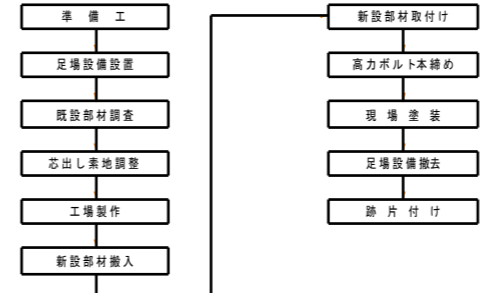 準備工
足場設備設置
既設部材調査
芯出し素地調整
工場製作
新設部材搬入
新設部材取付け
高力ボルト本締め
現場塗装
足場設備撤去
跡片付け